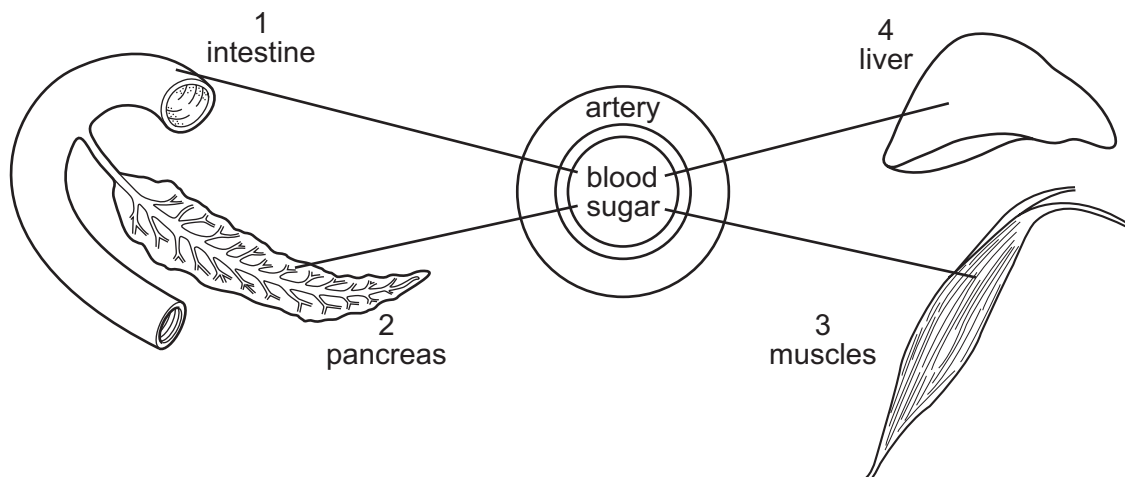 1
intestine
4
liver
artery
blood
sugar
2
pancreas
3
muscles